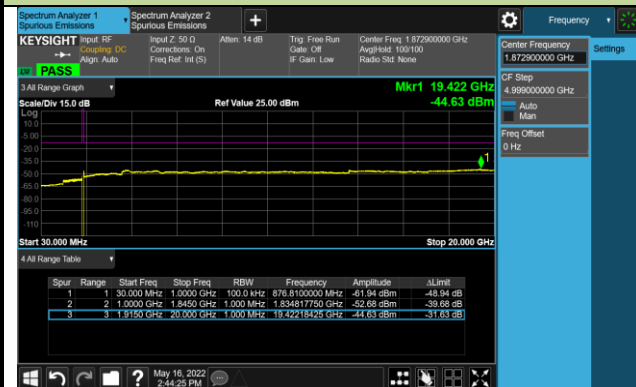 Spectrum Analyzer 1
Spurious Emissions
Spectrum Analyzer 2
Spurious Emissions
+
Frequency
KEYSIGHT
Input: RF
Coupling: DC
Align: Auto
Input Z: 50 Ω
Corrections: On
Freq Ref: Int (S)
Atten: 14 dB
Trig: Free Run
Gate: Off
IF Gain: Low
Center Freq: 1.872900000 GHz
Avg|Hold: 100/100
Radio Std: None
PASS
Center Frequency
1.872900000 GHz
Settings
CF Step
4.999000000 GHz
Auto
Man
Freq Offset
0 Hz
3 All Range Graph
Mkr1 19.422 GHz
-44.63 dBm
Scale/Div 15.0 dB
Ref Value 25.00 dBm
Log
10.0
-5.00
-20.0
-35.0
-50.0
-65.0
-80.0
-95.0
-110
1
Start 30.000 MHz
Stop 20.000 GHz
4 All Range Table
Spur Range Start Freq Stop Freq RBW Frequency Amplitude ΔLimit
1 1 30.000 MHz 1.0000 GHz 100.0 kHz 876.8100000 MHz -61.94 dBm -48.94 dB
2 2 1.0000 GHz 1.8450 GHz 1.000 MHz 1.834817750 GHz -52.68 dBm -39.68 dB
3 3 1.9150 GHz 20.000 GHz 1.000 MHz 19.42218425 GHz -44.63 dBm -31.63 dB
?
May 16, 2022
2:44:25 PM